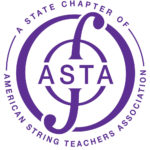 A STATE CHAPTER OF
ASTA
AMERICAN STRING TEACHERS ASSOCIATION